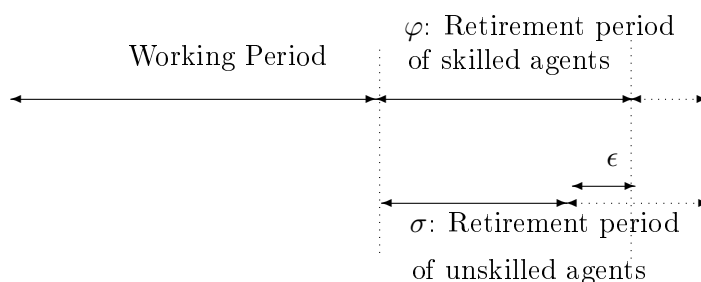 φ: Retirement period
Working Period
of skilled agents
ϵ
σ: Retirement period
of unskilled agents